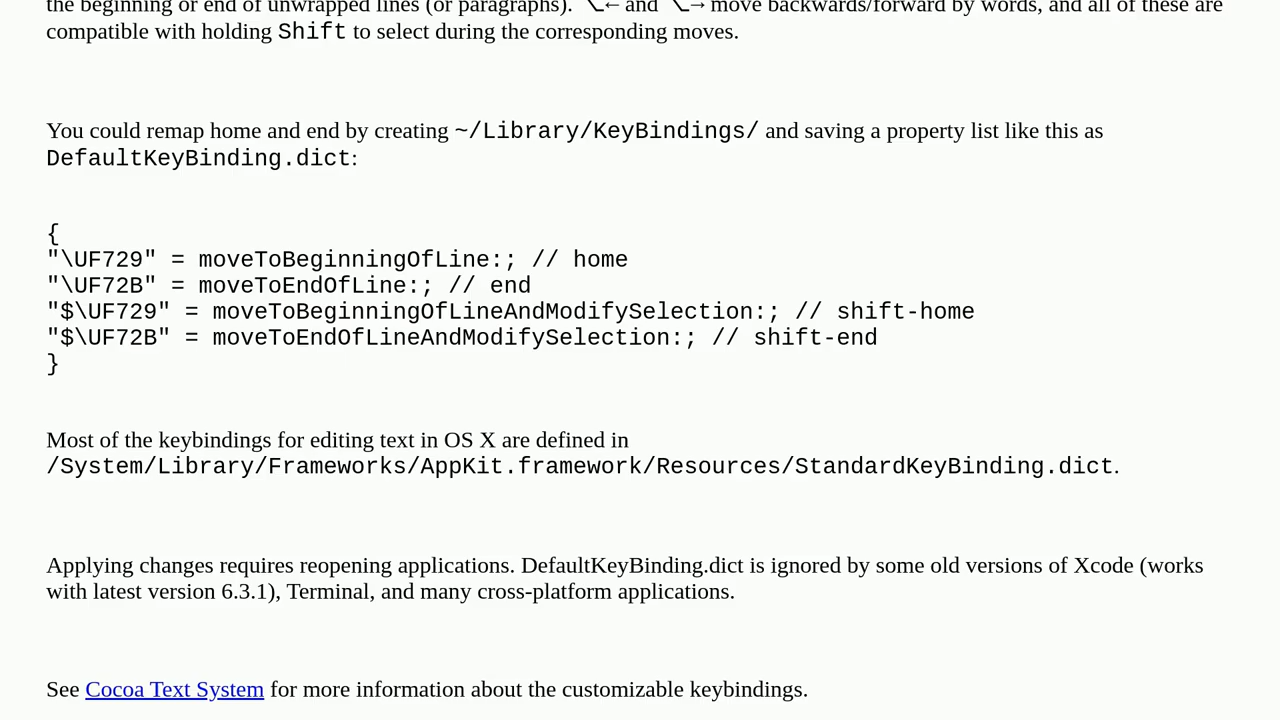 the beginning or end of unwrapped lines (or paragraphs). ⌥← and ⌥→ move backwards/forward by words, and all of these are
compatible with holding Shift to select during the corresponding moves.
You could remap home and end by creating ~/Library/KeyBindings/ and saving a property list like this as
DefaultKeyBinding.dict:
{
"\UF729" = moveToBeginningOfLine:; // home
"\UF72B" = moveToEndOfLine:; // end
"$\UF729" = moveToBeginningOfLineAndModifySelection:; // shift-home
"$\UF72B" = moveToEndOfLineAndModifySelection:; // shift-end
}
Most of the keybindings for editing text in OS X are defined in
/System/Library/Frameworks/AppKit.framework/Resources/StandardKeyBinding.dict.
Applying changes requires reopening applications. DefaultKeyBinding.dict is ignored by some old versions of Xcode (works
with latest version 6.3.1), Terminal, and many cross-platform applications.
See Cocoa Text System for more information about the customizable keybindings.